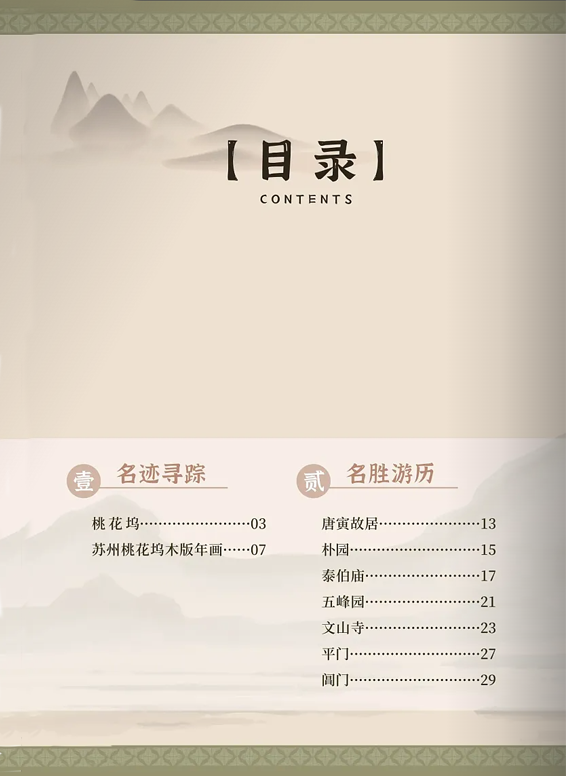 【目录】
CONTENTS
壹 名迹寻踪
桃花坞························03
苏州桃花坞木版年画······07
贰 名胜游历
唐寅故居······················13
朴园····························15
泰伯庙·························17
五峰园·························21
文山寺·························23
平门····························27
阊门····························29